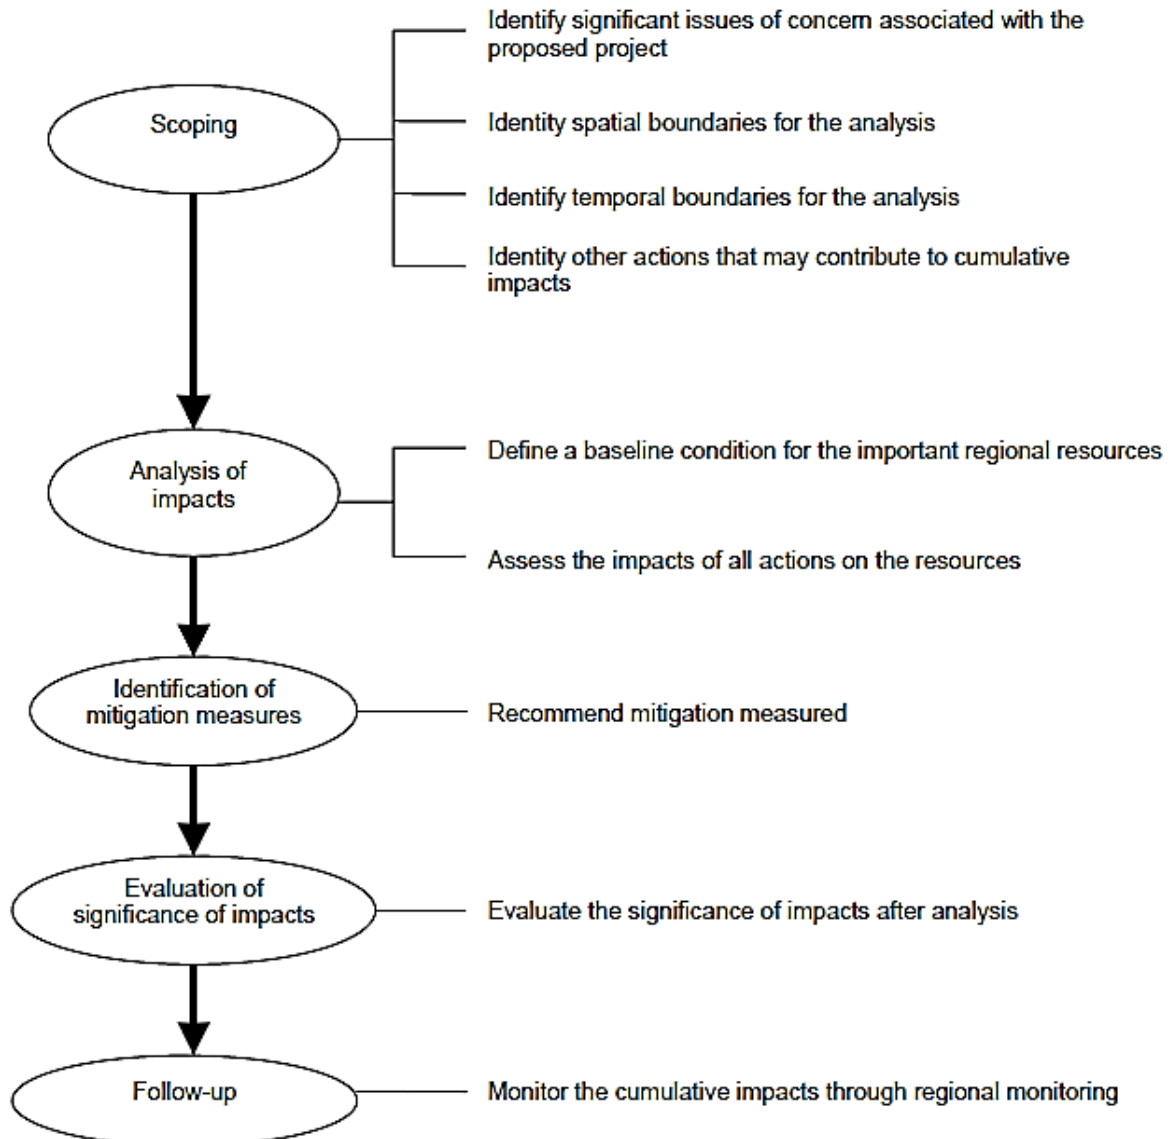 Identify significant issues of concern associated with the
proposed project
Scoping
Identity spatial boundaries for the analysis
Identify temporal boundaries for the analysis
Identity other actions that may contribute to cumulative
impacts
Analysis of
impacts
Define a baseline condition for the important regional resources
Assess the impacts of all actions on the resources
Identification of
mitigation measures
Recommend mitigation measured
Evaluation of
significance of impacts
Evaluate the significance of impacts after analysis
Follow-up
Monitor the cumulative impacts through regional monitoring